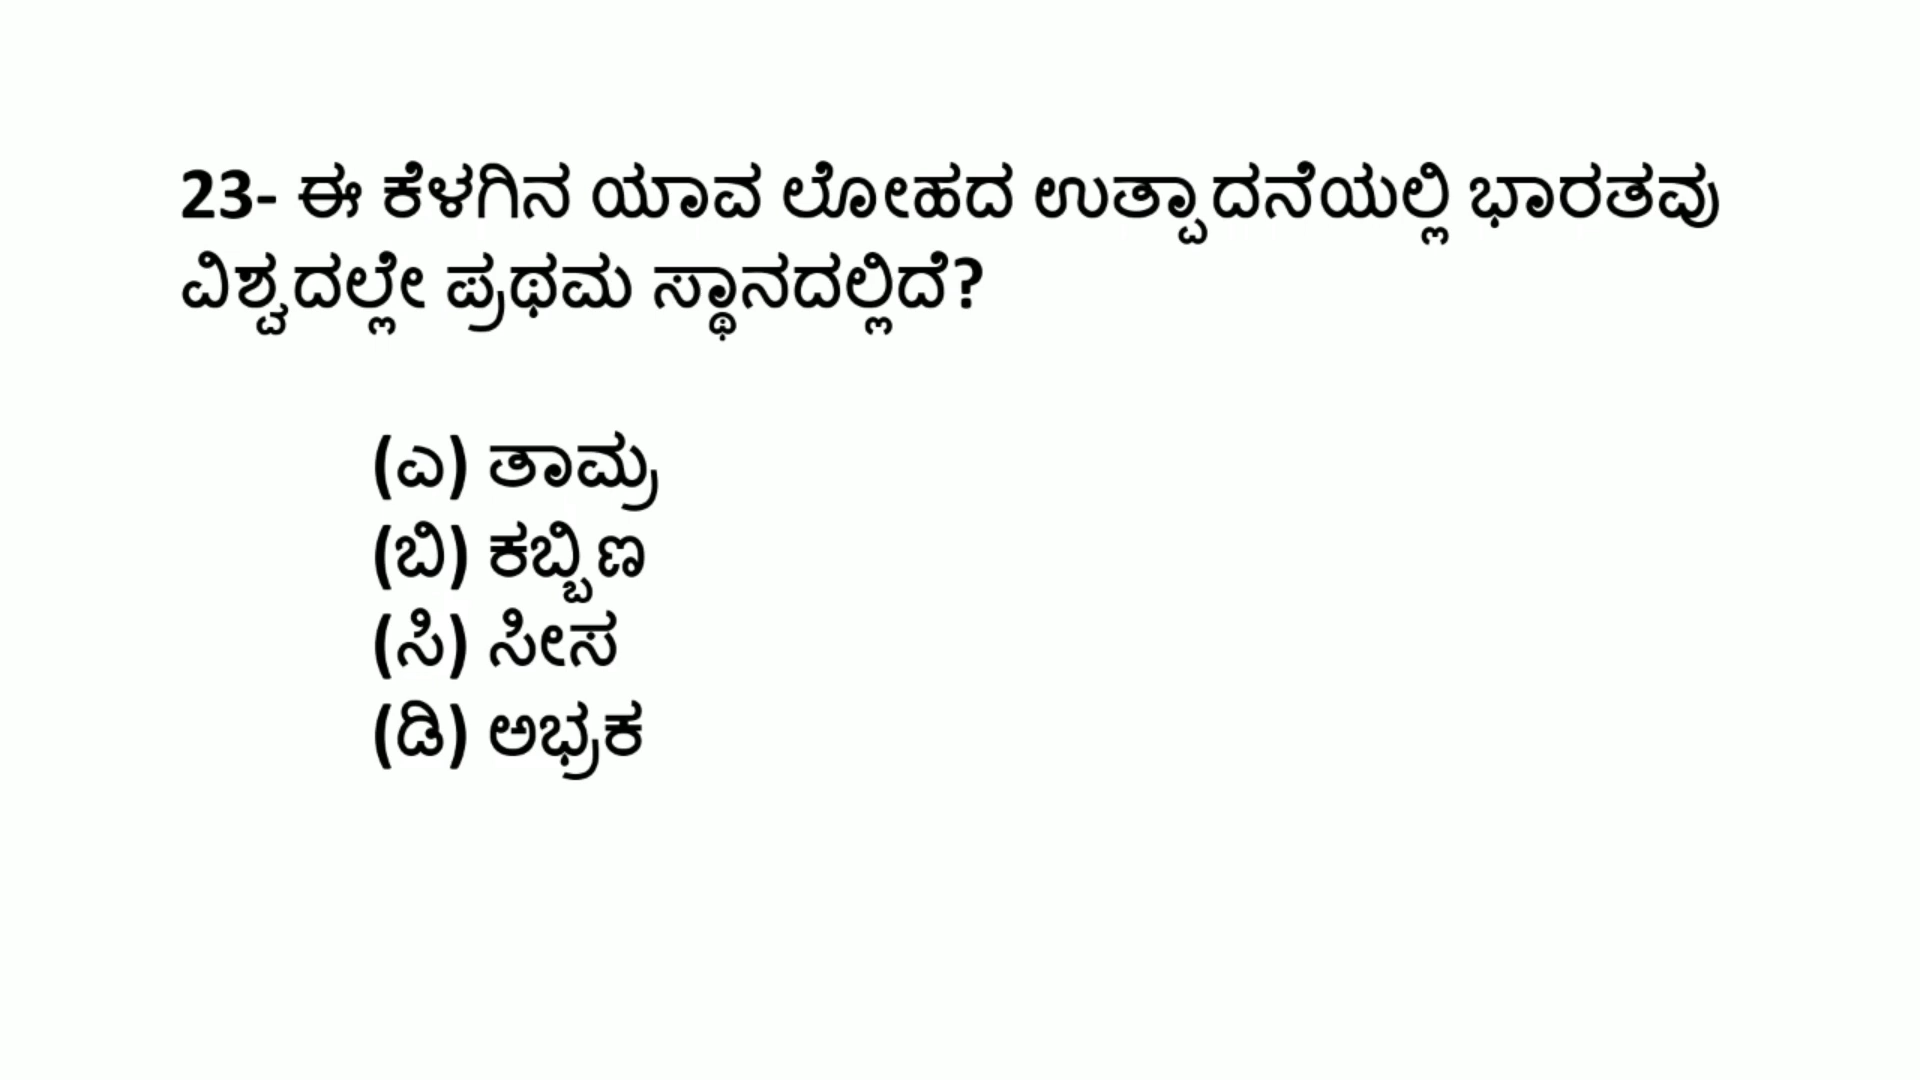 23- ಈ ಕೆಳಗಿನ ಯಾವ ಲೋಹದ ಉತ್ಪಾದನೆಯಲ್ಲಿ ಭಾರತವು
ವಿಶ್ವದಲ್ಲೇ ಪ್ರಥಮ ಸ್ಥಾನದಲ್ಲಿದೆ?
(ಎ) ತಾಮ್ರ
(ಬಿ) ಕಬ್ಬಿಣ
(ಸಿ) ಸೀಸ
(ಡಿ) ಅಭ್ರಕ